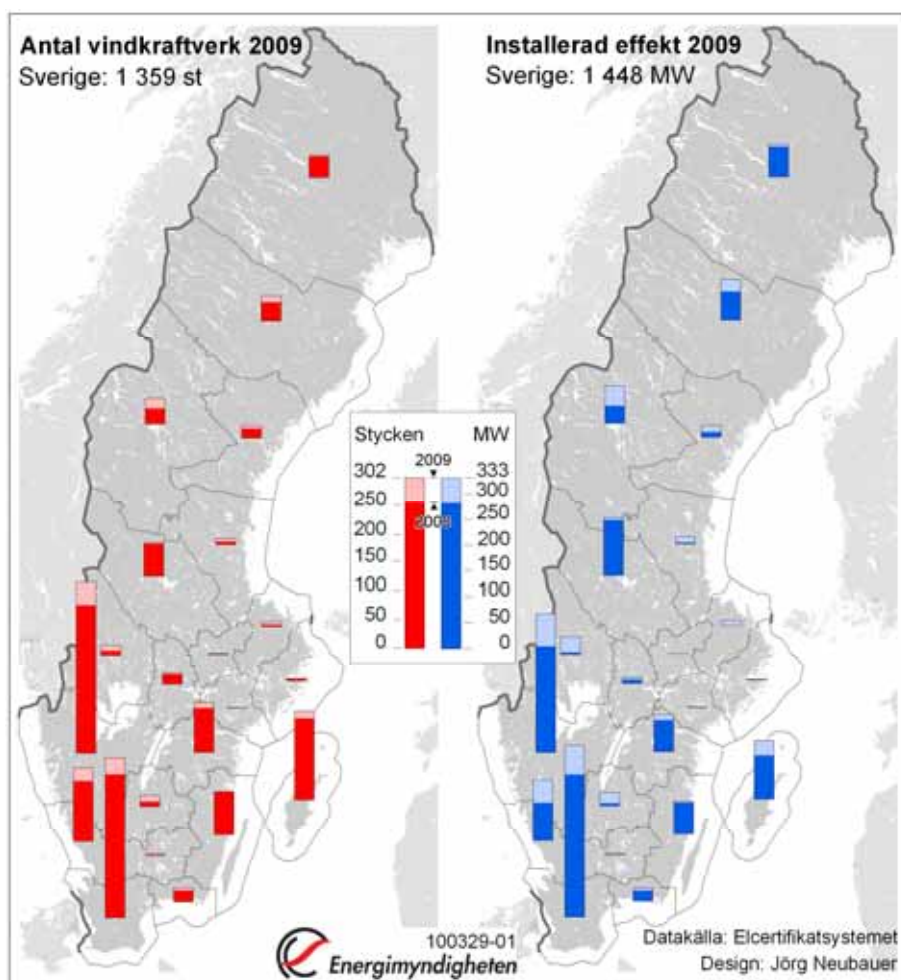 Antal vindkraftverk 2009
Sverige: 1 359 st
Installerad effekt 2009
Sverige: 1 448 MW
Stycken MW
2009
302 333
300
250 250
2008
200 200
150 150
100 100
50 50
0 0
100329-01
Energimyndigheten
Datakälla: Elcertifikatsystemet
Design: Jörg Neubauer